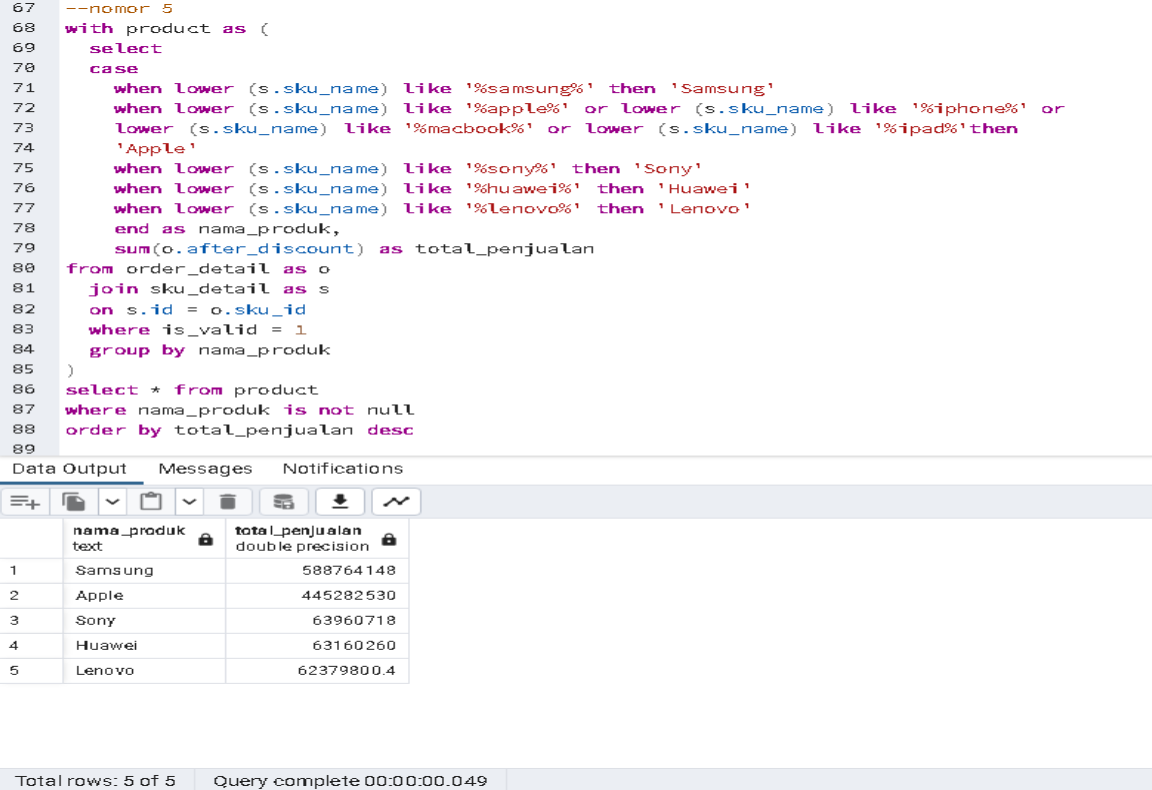 67 --nomor 5
68 with product as (
69 select
70 case
71 when lower (s.sku_name) like '%samsung%' then 'Samsung'
72 when lower (s.sku_name) like '%apple%' or lower (s.sku_name) like '%iphone%' or
73 lower (s.sku_name) like '%macbook%' or lower (s.sku_name) like '%ipad%'then
74 'Apple'
75 when lower (s.sku_name) like '%sony%' then 'Sony'
76 when lower (s.sku_name) like '%huawei%' then 'Huawei'
77 when lower (s.sku_name) like '%lenovo%' then 'Lenovo'
78 end as nama_produk,
79 sum(o.after_discount) as total_penjualan
80 from order_detail as o
81 join sku_detail as s
82 on s.id = o.sku_id
83 where is_valid = 1
84 group by nama_produk
85 )
86 select * from product
87 where nama_produk is not null
88 order by total_penjualan desc
89
Data Output Messages Notifications
nama_produk total_penjualan
text double precision
1 Samsung 588764148
2 Apple 445282530
3 Sony 63960718
4 Huawei 63160260
5 Lenovo 62379800.4
Total rows: 5 of 5 Query complete 00:00:00.049